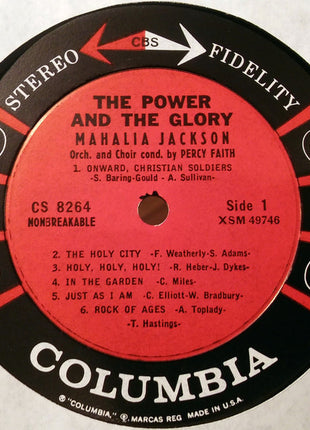 STEREO CBS FIDELITY
THE POWER
AND THE GLORY
MAHALIA JACKSON
Orch. and Choir cond. by PERCY FAITH
1. ONWARD, CHRISTIAN SOLDIERS
-S. Baring-Gould - A. Sullivan-
CS 8264 Side 1
NONBREAKABLE XSM 49746
2. THE HOLY CITY -F. Weatherly-S. Adams-
3. HOLY, HOLY, HOLY! -R. Heber-J. Dykes-
4. IN THE GARDEN -C. Miles-
5. JUST AS I AM -C. Elliott-W. Bradbury-
6. ROCK OF AGES -A. Toplady-
-T. Hastings-
COLUMBIA
® "COLUMBIA," Ⓟ MARCAS REG. MADE IN U.S.A.